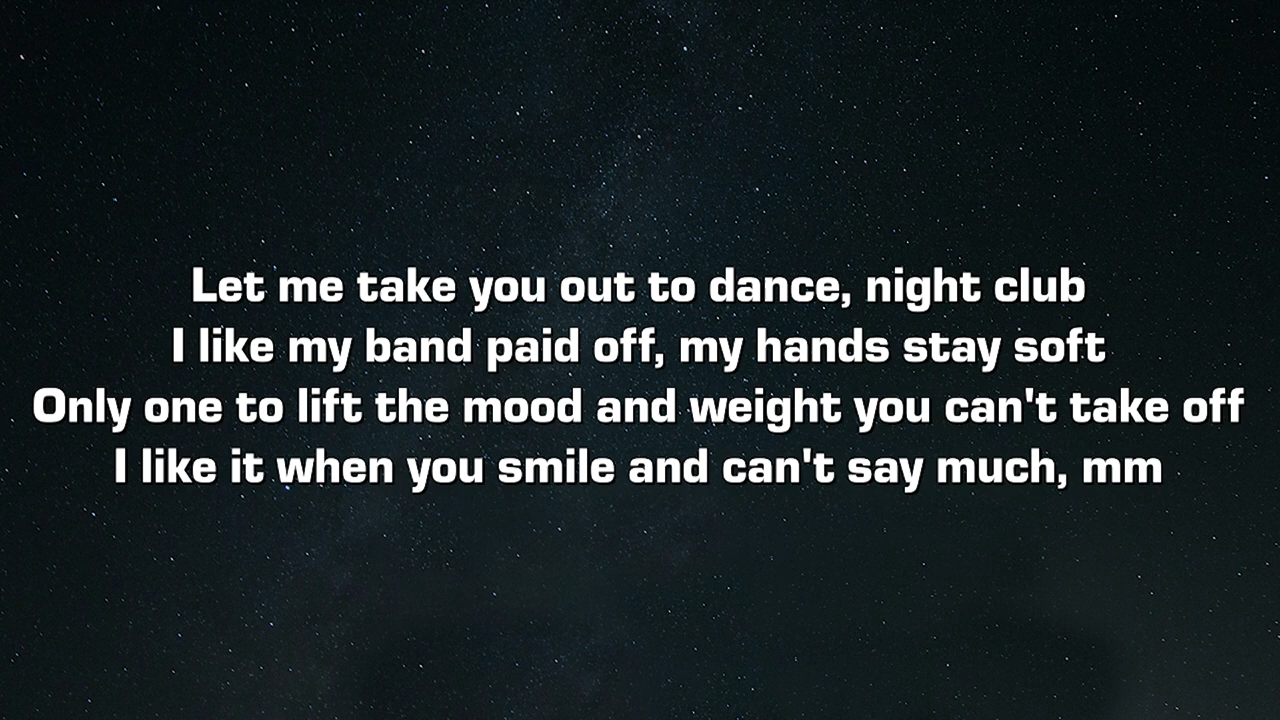 Let me take you out to dance, night club
I like my band paid off, my hands stay soft
Only one to lift the mood and weight you can't take off
I like it when you smile and can't say much, mm